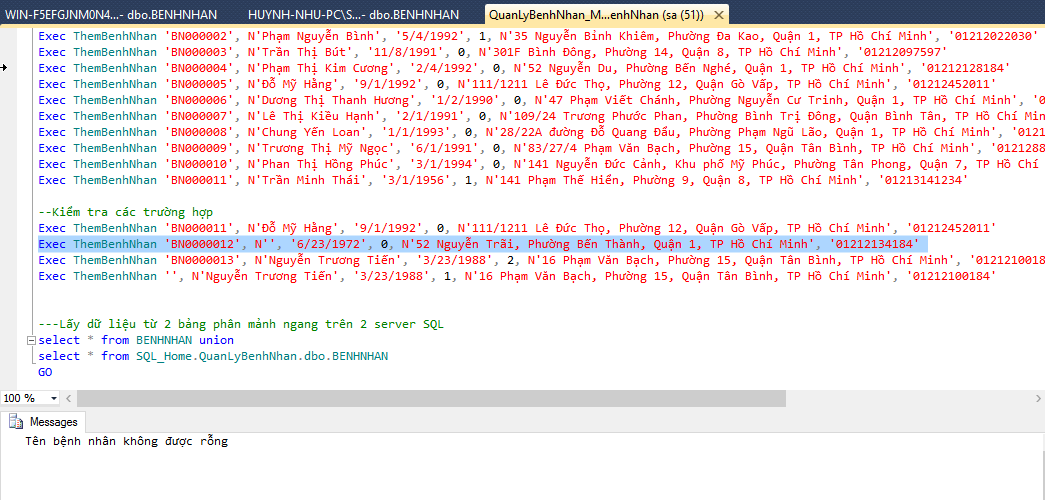 WIN-F5EFGJNM0N4...- dbo.BENHNHAN HUYNH-NHU-PC\S...- dbo.BENHNHAN QuanLyBenhNhan_M...enhNhan (sa (51))
Exec ThemBenhNhan 'BN000002', N'Phạm Nguyễn Bình', '5/4/1992', 1, N'35 Nguyễn Bỉnh Khiêm, Phường Đa Kao, Quận 1, TP Hồ Chí Minh', '01212022030'
Exec ThemBenhNhan 'BN000003', N'Trần Thị Bút', '11/8/1991', 0, N'301F Bình Đông, Phường 14, Quận 8, TP Hồ Chí Minh', '01212097597'
Exec ThemBenhNhan 'BN000004', N'Phạm Thị Kim Cương', '2/4/1992', 0, N'52 Nguyễn Du, Phường Bến Nghé, Quận 1, TP Hồ Chí Minh', '01212128184'
Exec ThemBenhNhan 'BN000005', N'Đỗ Mỹ Hằng', '9/1/1992', 0, N'111/1211 Lê Đức Thọ, Phường 12, Quận Gò Vấp, TP Hồ Chí Minh', '01212452011'
Exec ThemBenhNhan 'BN000006', N'Dương Thị Thanh Hương', '1/2/1990', 0, N'47 Phạm Viết Chánh, Phường Nguyễn Cư Trinh, Quận 1, TP Hồ Chí Minh', '0
Exec ThemBenhNhan 'BN000007', N'Lê Thị Kiều Hạnh', '2/1/1991', 0, N'109/24 Trương Phước Phan, Phường Bình Trị Đông, Quận Bình Tân, TP Hồ Chí M
Exec ThemBenhNhan 'BN000008', N'Chung Yến Loan', '1/1/1993', 0, N'28/22A đường Đỗ Quang Đẩu, Phường Phạm Ngũ Lão, Quận 1, TP Hồ Chí Minh', '0121
Exec ThemBenhNhan 'BN000009', N'Trương Thị Mỹ Ngọc', '6/1/1991', 0, N'83/27/4 Phạm Văn Bạch, Phường 15, Quận Tân Bình, TP Hồ Chí Minh', '0121288
Exec ThemBenhNhan 'BN000010', N'Phan Thị Hồng Phúc', '3/1/1994', 0, N'141 Nguyễn Đức Cảnh, Khu phố Mỹ Phúc, Phường Tân Phong, Quận 7, TP Hồ Chí
Exec ThemBenhNhan 'BN000011', N'Trần Minh Thái', '3/1/1956', 1, N'141 Phạm Thế Hiển, Phường 9, Quận 8, TP Hồ Chí Minh', '01213141234'
--Kiểm tra các trường hợp
Exec ThemBenhNhan 'BN000011', N'Đỗ Mỹ Hằng', '9/1/1992', 0, N'111/1211 Lê Đức Thọ, Phường 12, Quận Gò Vấp, TP Hồ Chí Minh', '01212452011'
Exec ThemBenhNhan 'BN0000012', N'', '6/23/1972', 0, N'52 Nguyễn Trãi, Phường Bến Thành, Quận 1, TP Hồ Chí Minh', '01212134184'
Exec ThemBenhNhan 'BN0000013', N'Nguyễn Trương Tiến', '3/23/1988', 2, N'16 Phạm Văn Bạch, Phường 15, Quận Tân Bình, TP Hồ Chí Minh', '0121210018
Exec ThemBenhNhan '', N'Nguyễn Trương Tiến', '3/23/1988', 1, N'16 Phạm Văn Bạch, Phường 15, Quận Tân Bình, TP Hồ Chí Minh', '01212100184'
---Lấy dữ liệu từ 2 bảng phân mảnh ngang trên 2 server SQL
select * from BENHNHAN union
select * from SQL_Home.QuanLyBenhNhan.dbo.BENHNHAN
GO
100 %
Messages
Tên bệnh nhân không được rỗng